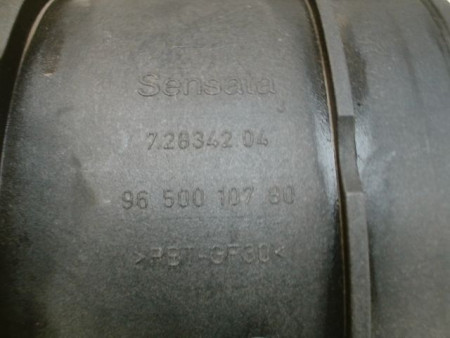 Sensata
7.28342.04
96 500 107 80
>PBT-GF30<